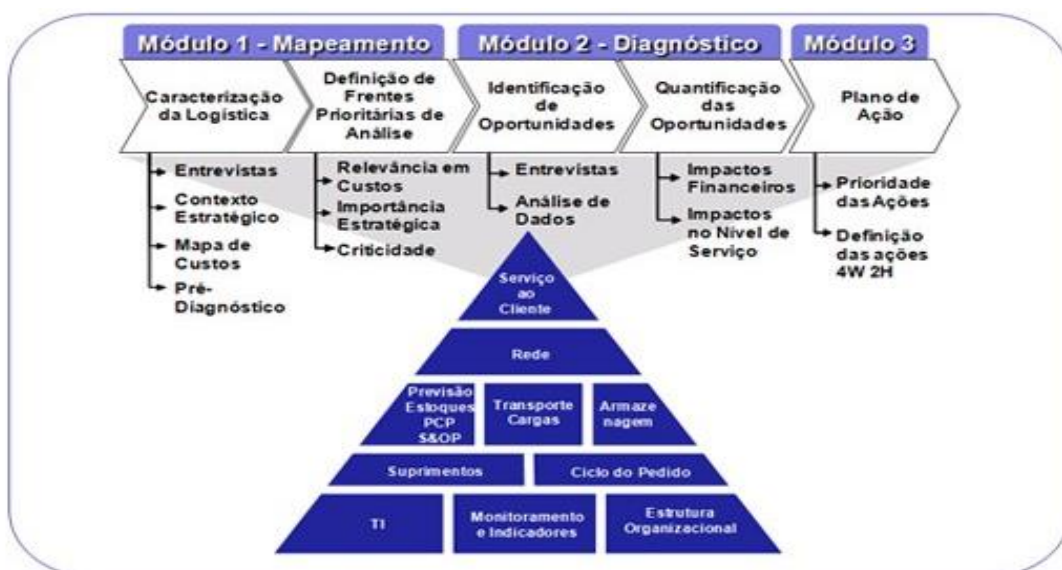 Módulo 1 - Mapeamento
Módulo 2 - Diagnóstico
Módulo 3
Caracterização
da Logística
Definição de
Frentes
Prioritárias de
Análise
Identificação
de
Oportunidades
Quantificação
das
Oportunidades
Plano de
Ação
Entrevistas
Contexto
Estratégico
Mapa de
Custos
Pré-
Diagnóstico
Relevância em
Custos
Importância
Estratégica
Criticidade
Entrevistas
Análise de
Dados
Impactos
Financeiros
Impactos
no Nível de
Serviço
Prioridade
das Ações
Definição
das ações
4W 2H
Serviço
ao
Cliente
Rede
Previsão
Estoques
PCP
S&OP
Transporte
Cargas
Armaze
nagem
Suprimentos
Ciclo do Pedido
TI
Monitoramento
e Indicadores
Estrutura
Organizacional